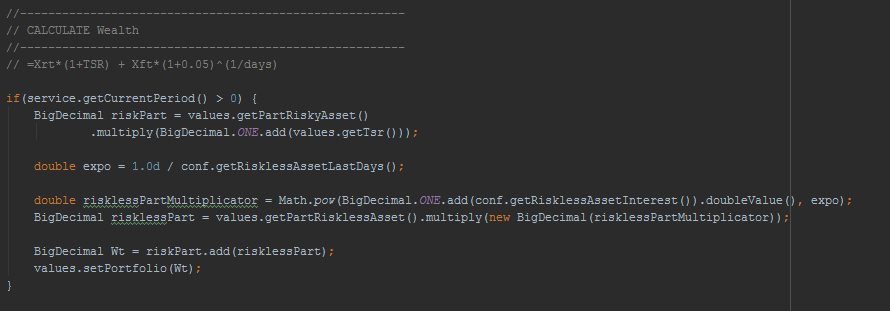 //-------------------------------------------------------
// CALCULATE Wealth
//-------------------------------------------------------
// =Xrt*(1+TSR) + Xft*(1+0.05)^(1/days)
if(service.getCurrentPeriod() > 0) {
BigDecimal riskPart = values.getPartRiskyAsset()
.multiply(BigDecimal.ONE.add(values.getTsr()));
double expo = 1.0d / conf.getRisklessAssetLastDays();
double risklessPartMultiplicator = Math.pow(BigDecimal.ONE.add(conf.getRisklessAssetInterest()).doubleValue(), expo);
BigDecimal risklessPart = values.getPartRisklessAsset().multiply(new BigDecimal(risklessPartMultiplicator));
BigDecimal Wt = riskPart.add(risklessPart);
values.setPortfolio(Wt);
}